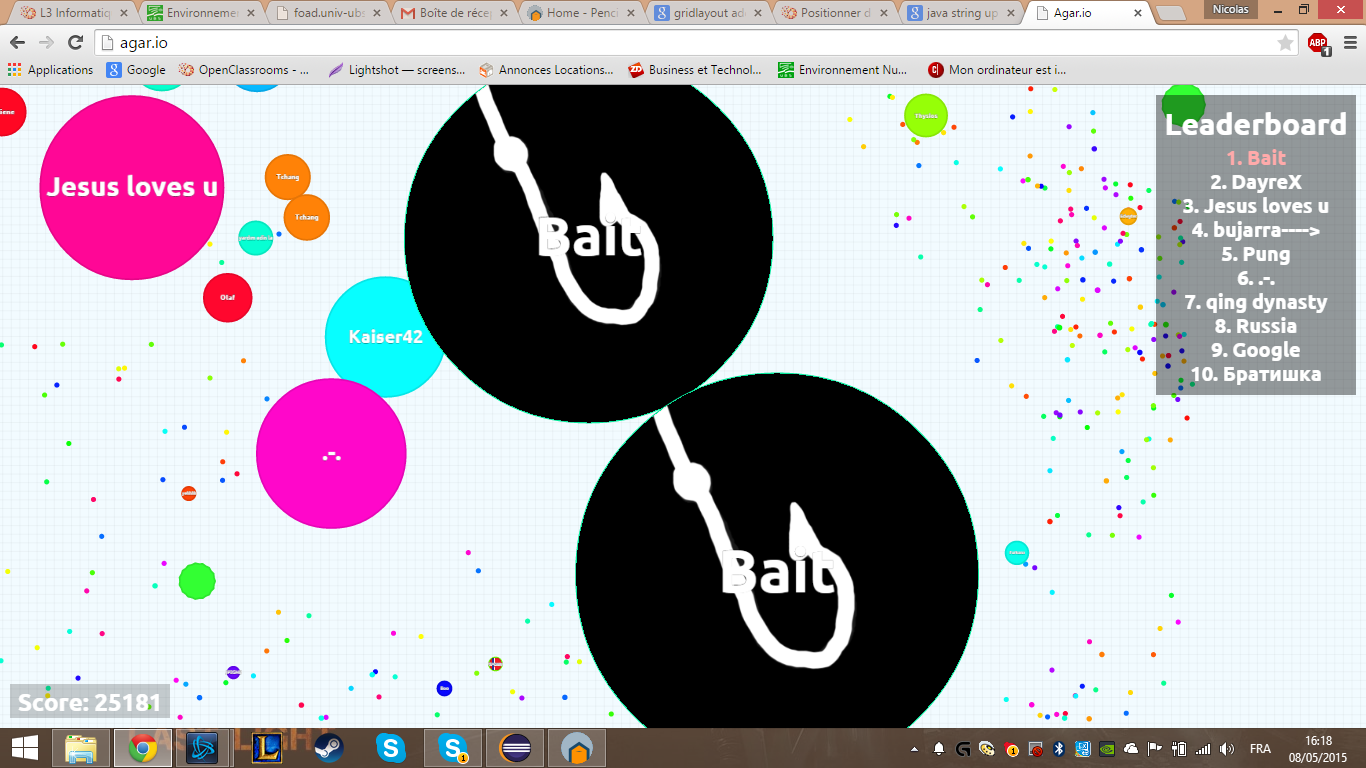 L3 Informatiq
Environnemer
foad.univ-ubs
Boîte de récep
Home - Penci
gridlayout ad
Positionner d
java string up
Agar.io
Nicolas
agar.io
ABP
1
Applications
Google
OpenClassrooms - ...
Lightshot — screens...
Annonces Locations...
Business et Technol...
Environnement Nu...
Mon ordinateur est i...
Jesus loves u
Tchang
Tchang
Olaf
Kaiser42
.-.
Bait
Bait
Leaderboard
1. Bait
2. DayreX
3. Jesus loves u
4. bujarra---->
5. Pung
6. .-.
7. qing dynasty
8. Russia
9. Google
10. Братишка
Score: 25181
FRA
16:18
08/05/2015